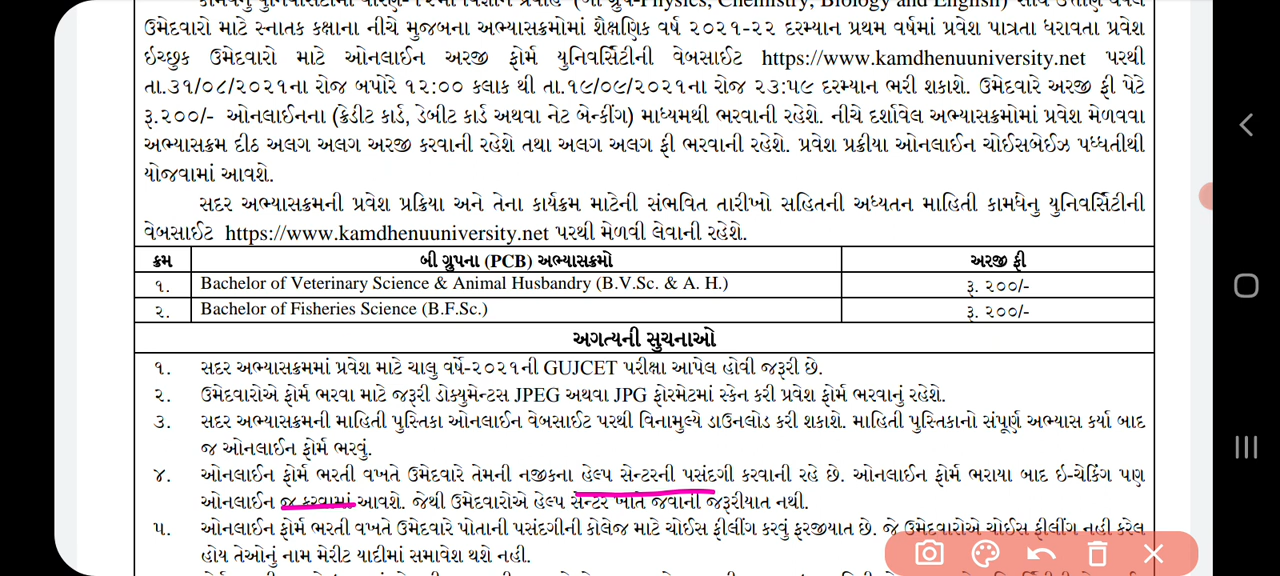 કામધેનુ યુનિવર્સિટીમાં ધોરણ-૧૨માં વિજ્ઞાન પ્રવાહ (બી ગ્રુપ-Physics, Chemistry, Biology and English) સાથે ઉત્તીર્ણ થયેલ
ઉમેદવારો માટે સ્નાતક કક્ષાના નીચે મુજબના અભ્યાસક્રમોમાં શૈક્ષણિક વર્ષ ૨૦૨૧-૨૨ દરમ્યાન પ્રથમ વર્ષમાં પ્રવેશ પાત્રતા ધરાવતા પ્રવેશ
ઇચ્છુક ઉમેદવારો માટે ઓનલાઈન અરજી ફોર્મ યુનિવર્સિટીની વેબસાઈટ https://www.kamdhenuuniversity.net પરથી
તા.૩૧/૦૮/૨૦૨૧ના રોજ બપોરે ૧૨:૦૦ કલાક થી તા.૧૯/૦૯/૨૦૨૧ના રોજ ૨૩:૫૯ દરમ્યાન ભરી શકાશે. ઉમેદવારે અરજી ફી પેટે
રૂ.૨૦૦/- ઓનલાઈનના (ક્રેડીટ કાર્ડ, ડેબીટ કાર્ડ અથવા નેટ બેન્કીંગ) માધ્યમથી ભરવાની રહેશે. નીચે દર્શાવેલ અભ્યાસક્રમોમાં પ્રવેશ મેળવવા
અભ્યાસક્રમ દીઠ અલગ અલગ અરજી કરવાની રહેશે તથા અલગ અલગ ફી ભરવાની રહેશે. પ્રવેશ પ્રક્રીયા ઓનલાઈન ચોઈસબેઈઝ પધ્ધતીથી
યોજવામાં આવશે.
સદર અભ્યાસક્રમની પ્રવેશ પ્રક્રિયા અને તેના કાર્યક્રમ માટેની સંભવિત તારીખો સહિતની અધ્યતન માહિતી કામધેનુ યુનિવર્સિટીની
વેબસાઈટ https://www.kamdhenuuniversity.net પરથી મેળવી લેવાની રહેશે.
ક્રમ બી ગ્રુપના (PCB) અભ્યાસક્રમો અરજી ફી
૧. Bachelor of Veterinary Science & Animal Husbandry (B.V.Sc. & A. H.) રૂ. ૨૦૦/-
૨. Bachelor of Fisheries Science (B.F.Sc.) રૂ. ૨૦૦/-
અગત્યની સુચનાઓ
૧. સદર અભ્યાસક્રમમાં પ્રવેશ માટે ચાલુ વર્ષે-૨૦૨૧ની GUJCET પરીક્ષા આપેલ હોવી જરૂરી છે.
૨. ઉમેદવારોએ ફોર્મ ભરવા માટે જરૂરી ડોક્યુમેન્ટસ JPEG અથવા JPG ફોરમેટમાં સ્કેન કરી પ્રવેશ ફોર્મ ભરવાનું રહેશે.
૩. સદર અભ્યાસક્રમની માહિતી પુસ્તિકા ઓનલાઈન વેબસાઈટ પરથી વિનામુલ્યે ડાઉનલોડ કરી શકાશે. માહિતી પુસ્તિકાનો સંપૂર્ણ અભ્યાસ કર્યા બાદ
જ ઓનલાઈન ફોર્મ ભરવું.
૪. ઓનલાઈન ફોર્મ ભરતી વખતે ઉમેદવારે તેમની નજીકના હેલ્પ સેન્ટરની પસંદગી કરવાની રહે છે. ઓનલાઈન ફોર્મ ભરાયા બાદ ઇ-ચેકિંગ પણ
ઓનલાઈન જ કરવામાં આવશે. જેથી ઉમેદવારોએ હેલ્પ સેન્ટર ખાતે જવાની જરૂરીયાત નથી.
૫. ઓનલાઈન ફોર્મ ભરતી વખતે ઉમેદવારે પોતાની પસંદગીની કોલેજ માટે ચોઈસ ફીલીંગ કરવું ફરજીયાત છે. જે ઉમેદવારોએ ચોઈસ ફીલીંગ નહી કરેલ
હોય તેઓનું નામ મેરીટ યાદીમાં સમાવેશ થશે નહી.